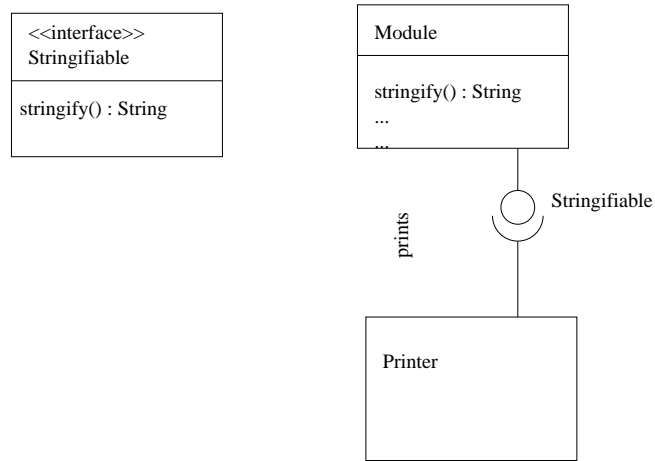 <<interface>>
Stringifiable
stringify() : String
Module
stringify() : String
...
...
Stringifiable
prints
Printer